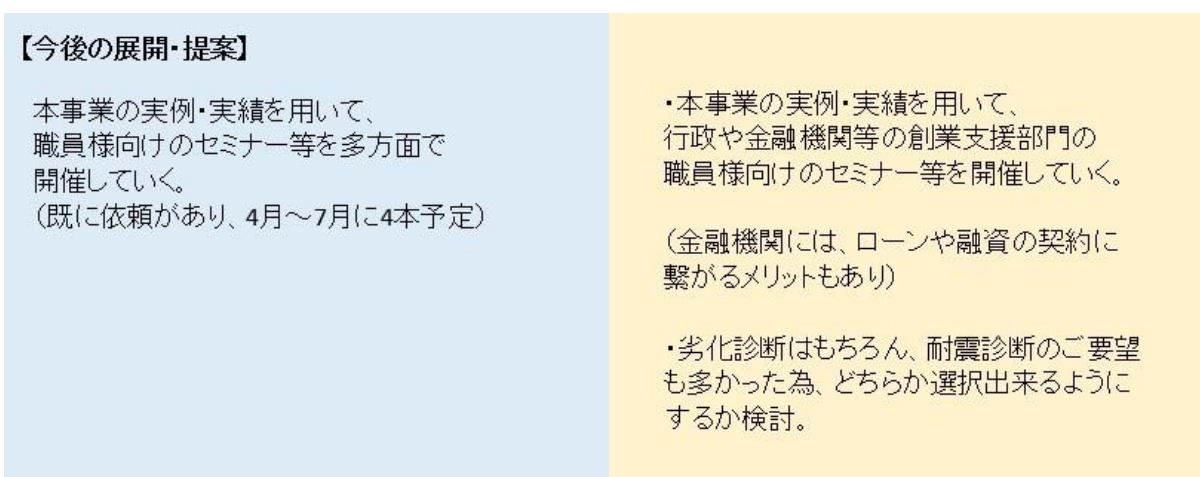 【今後の展開・提案】
本事業の実例・実績を用いて、
職員様向けのセミナー等を多方面で
開催していく。
（既に依頼があり、4月～7月に4本予定）
・本事業の実例・実績を用いて、
行政や金融機関等の創業支援部門の
職員様向けのセミナー等を開催していく。
（金融機関には、ローンや融資の契約に
繋がるメリットもあり）
・劣化診断はもちろん、耐震診断のご要望
も多かった為、どちらか選択出来るように
するか検討。